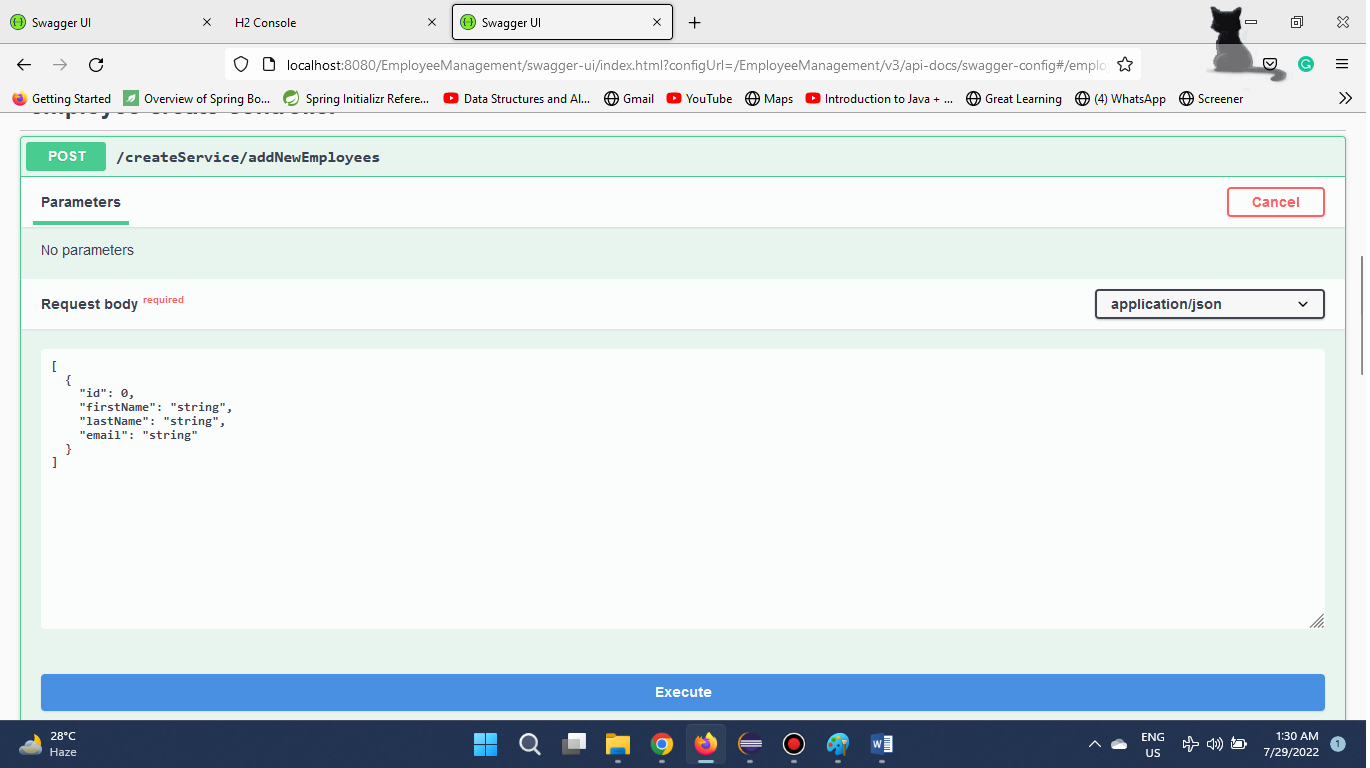 Swagger UI
H2 Console
Swagger UI
localhost:8080/EmployeeManagement/swagger-ui/index.html?configUrl=/EmployeeManagement/v3/api-docs/swagger-config#/emplo
Getting Started
Overview of Spring Bo...
Spring Initializr Refere...
Data Structures and Al...
Gmail
YouTube
Maps
Introduction to Java + ...
Great Learning
(4) WhatsApp
Screener
POST
/createService/addNewEmployees
Parameters
Cancel
No parameters
Request body required
application/json
[
{
"id": 0,
"firstName": "string",
"lastName": "string",
"email": "string"
}
]
Execute
28°C
Haze
ENG
US
1:30 AM
7/29/2022
1